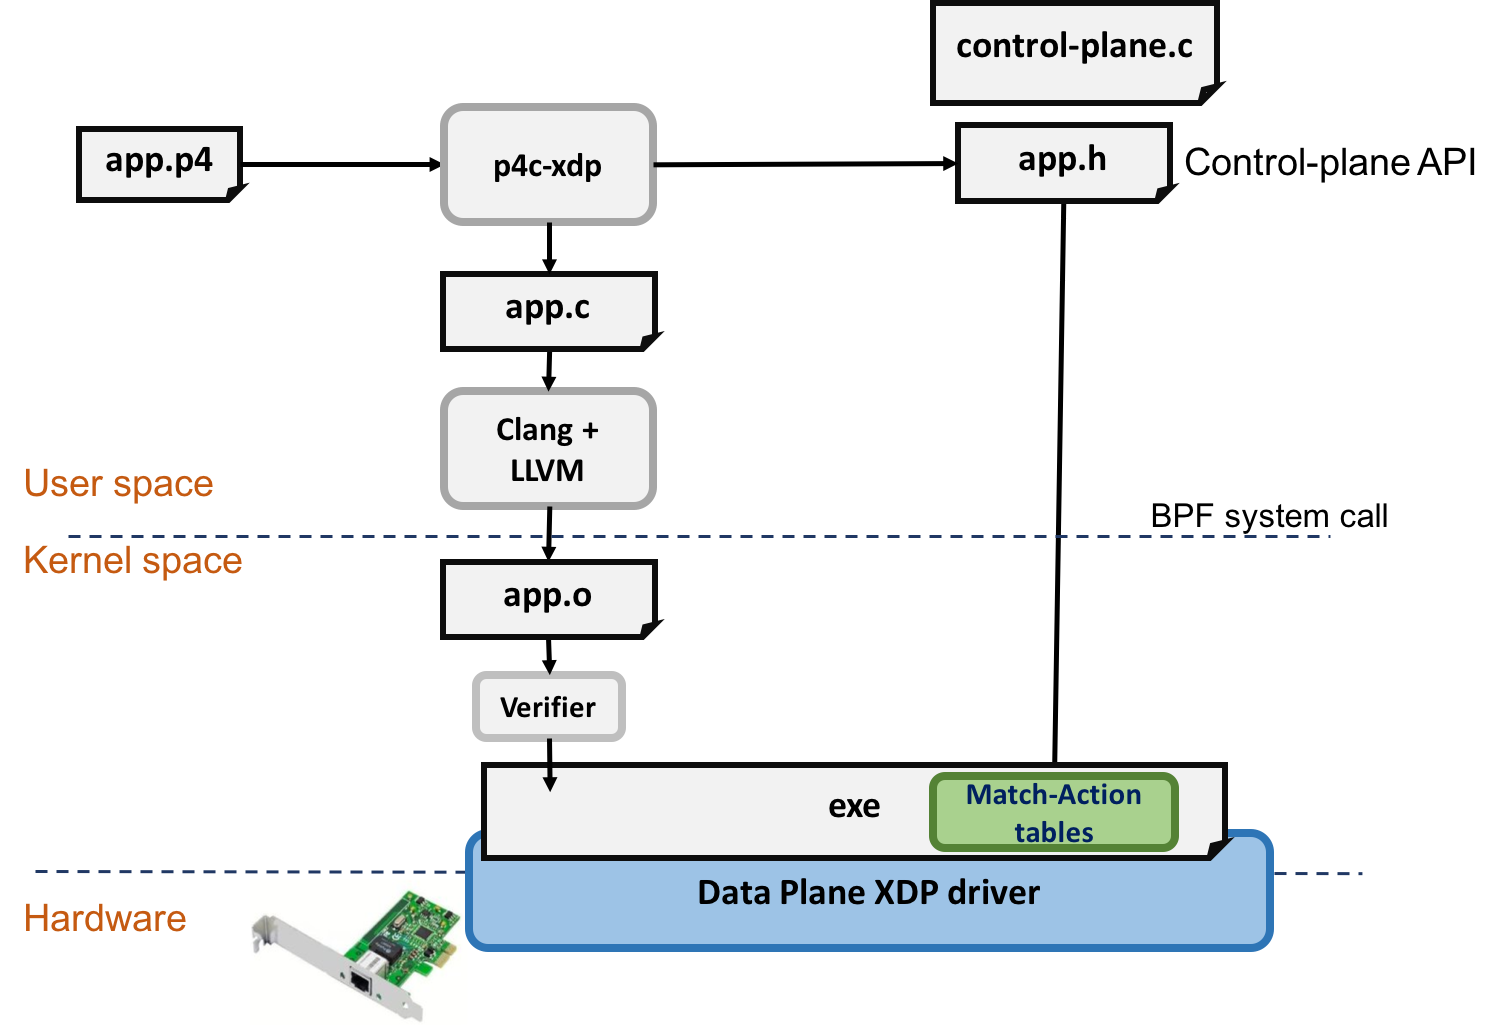 control-plane.c
app.p4
p4c-xdp
app.h
Control-plane API
app.c
Clang +
LLVM
User space
BPF system call
Kernel space
app.o
Verifier
exe
Match-Action
tables
Data Plane XDP driver
Hardware